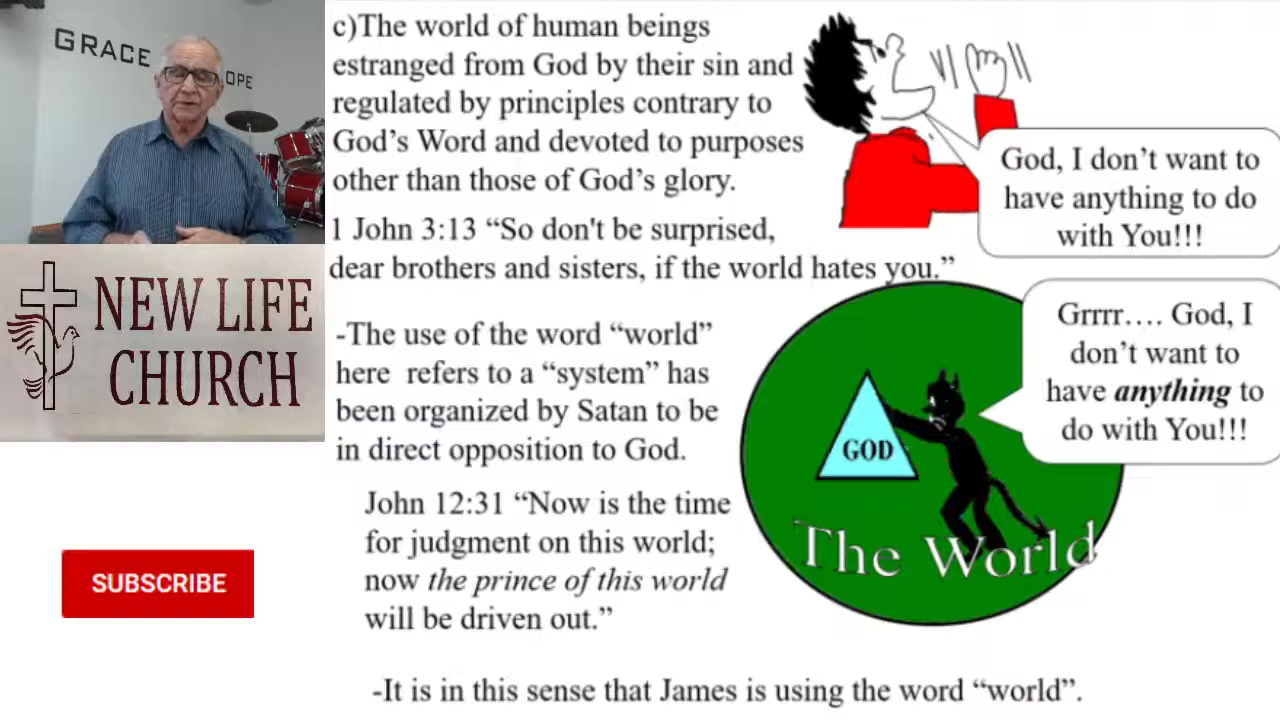 GRACE
OPE
NEW LIFE
CHURCH
SUBSCRIBE
c)The world of human beings
estranged from God by their sin and
regulated by principles contrary to
God’s Word and devoted to purposes
other than those of God’s glory.
God, I don’t want to
have anything to do
with You!!!
1 John 3:13 “So don't be surprised,
dear brothers and sisters, if the world hates you.”
-The use of the word “world”
here refers to a “system” has
been organized by Satan to be
in direct opposition to God.
Grrrr…. God, I
don’t want to
have anything to
do with You!!!
GOD
The World
John 12:31 “Now is the time
for judgment on this world;
now the prince of this world
will be driven out.”
-It is in this sense that James is using the word “world”.